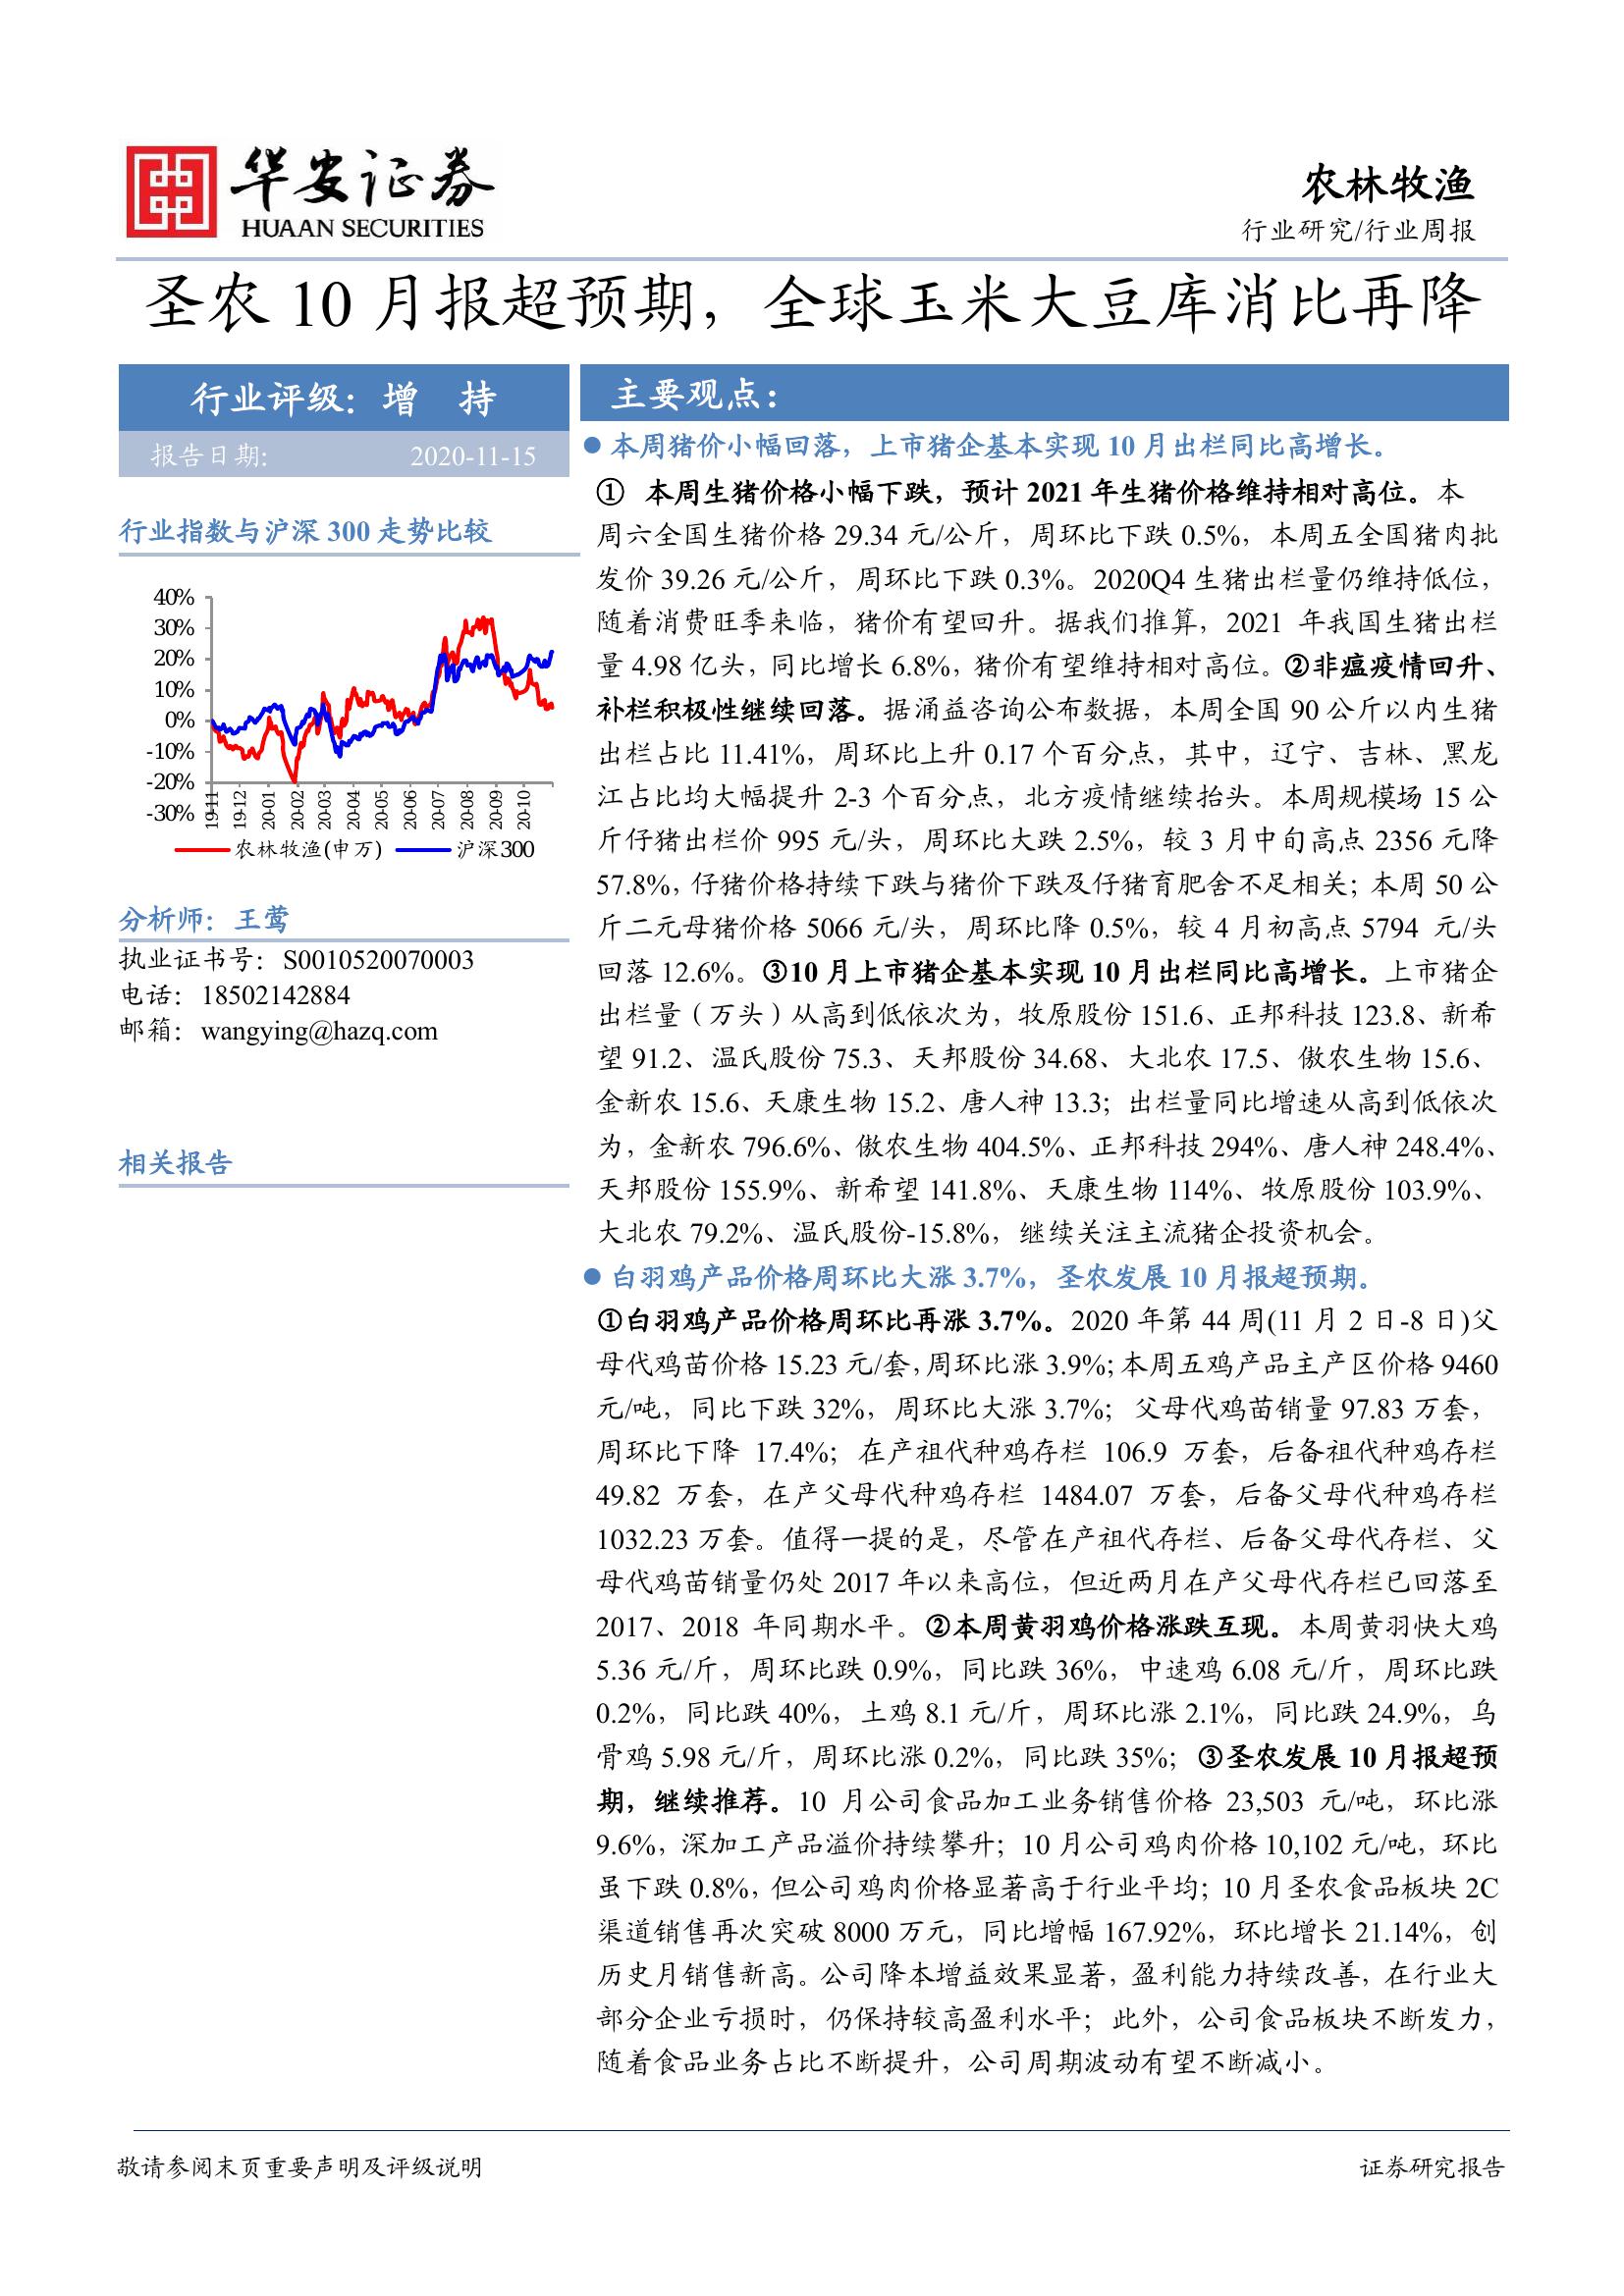 华安证券
HUAAN SECURITIES
农林牧渔
行业研究/行业周报
圣农 10 月报超预期，全球玉米大豆库消比再降
行业评级：增 持
报告日期： 2020-11-15
行业指数与沪深 300 走势比较
40%
30%
20%
10%
0%
-10%
-20%
-30%
19-11
19-12
20-01
20-02
20-03
20-04
20-05
20-06
20-07
20-08
20-09
20-10
农林牧渔(申万) 沪深300
分析师：王莺
执业证书号：S0010520070003
电话：18502142884
邮箱：wangying@hazq.com
相关报告
主要观点：
● 本周猪价小幅回落，上市猪企基本实现 10 月出栏同比高增长。
① 本周生猪价格小幅下跌，预计 2021 年生猪价格维持相对高位。本
周六全国生猪价格 29.34 元/公斤，周环比下跌 0.5%，本周五全国猪肉批
发价 39.26 元/公斤，周环比下跌 0.3%。2020Q4 生猪出栏量仍维持低位，
随着消费旺季来临，猪价有望回升。据我们推算，2021 年我国生猪出栏
量 4.98 亿头，同比增长 6.8%，猪价有望维持相对高位。②非瘟疫情回升、
补栏积极性继续回落。据涌益咨询公布数据，本周全国 90 公斤以内生猪
出栏占比 11.41%，周环比上升 0.17 个百分点，其中，辽宁、吉林、黑龙
江占比均大幅提升 2-3 个百分点，北方疫情继续抬头。本周规模场 15 公
斤仔猪出栏价 995 元/头，周环比大跌 2.5%，较 3 月中旬高点 2356 元降
57.8%，仔猪价格持续下跌与猪价下跌及仔猪育肥舍不足相关；本周 50 公
斤二元母猪价格 5066 元/头，周环比降 0.5%，较 4 月初高点 5794 元/头
回落 12.6%。③10 月上市猪企基本实现 10 月出栏同比高增长。上市猪企
出栏量（万头）从高到低依次为，牧原股份 151.6、正邦科技 123.8、新希
望 91.2、温氏股份 75.3、天邦股份 34.68、大北农 17.5、傲农生物 15.6、
金新农 15.6、天康生物 15.2、唐人神 13.3；出栏量同比增速从高到低依次
为，金新农 796.6%、傲农生物 404.5%、正邦科技 294%、唐人神 248.4%、
天邦股份 155.9%、新希望 141.8%、天康生物 114%、牧原股份 103.9%、
大北农 79.2%、温氏股份-15.8%，继续关注主流猪企投资机会。
● 白羽鸡产品价格周环比大涨 3.7%，圣农发展 10 月报超预期。
①白羽鸡产品价格周环比再涨 3.7%。2020 年第 44 周(11 月 2 日-8 日)父
母代鸡苗价格 15.23 元/套，周环比涨 3.9%；本周五鸡产品主产区价格 9460
元/吨，同比下跌 32%，周环比大涨 3.7%；父母代鸡苗销量 97.83 万套，
周环比下降 17.4%；在产祖代种鸡存栏 106.9 万套，后备祖代种鸡存栏
49.82 万套，在产父母代种鸡存栏 1484.07 万套，后备父母代种鸡存栏
1032.23 万套。值得一提的是，尽管在产祖代存栏、后备父母代存栏、父
母代鸡苗销量仍处 2017 年以来高位，但近两月在产父母代存栏已回落至
2017、2018 年同期水平。②本周黄羽鸡价格涨跌互现。本周黄羽快大鸡
5.36 元/斤，周环比跌 0.9%，同比跌 36%，中速鸡 6.08 元/斤，周环比跌
0.2%，同比跌 40%，土鸡 8.1 元/斤，周环比涨 2.1%，同比跌 24.9%，乌
骨鸡 5.98 元/斤，周环比涨 0.2%，同比跌 35%；③圣农发展 10 月报超预
期，继续推荐。10 月公司食品加工业务销售价格 23,503 元/吨，环比涨
9.6%，深加工产品溢价持续攀升；10 月公司鸡肉价格 10,102 元/吨，环比
虽下跌 0.8%，但公司鸡肉价格显著高于行业平均；10 月圣农食品板块 2C
渠道销售再次突破 8000 万元，同比增幅 167.92%，环比增长 21.14%，创
历史月销售新高。公司降本增益效果显著，盈利能力持续改善，在行业大
部分企业亏损时，仍保持较高盈利水平；此外，公司食品板块不断发力，
随着食品业务占比不断提升，公司周期波动有望不断减小。
敬请参阅末页重要声明及评级说明 证券研究报告